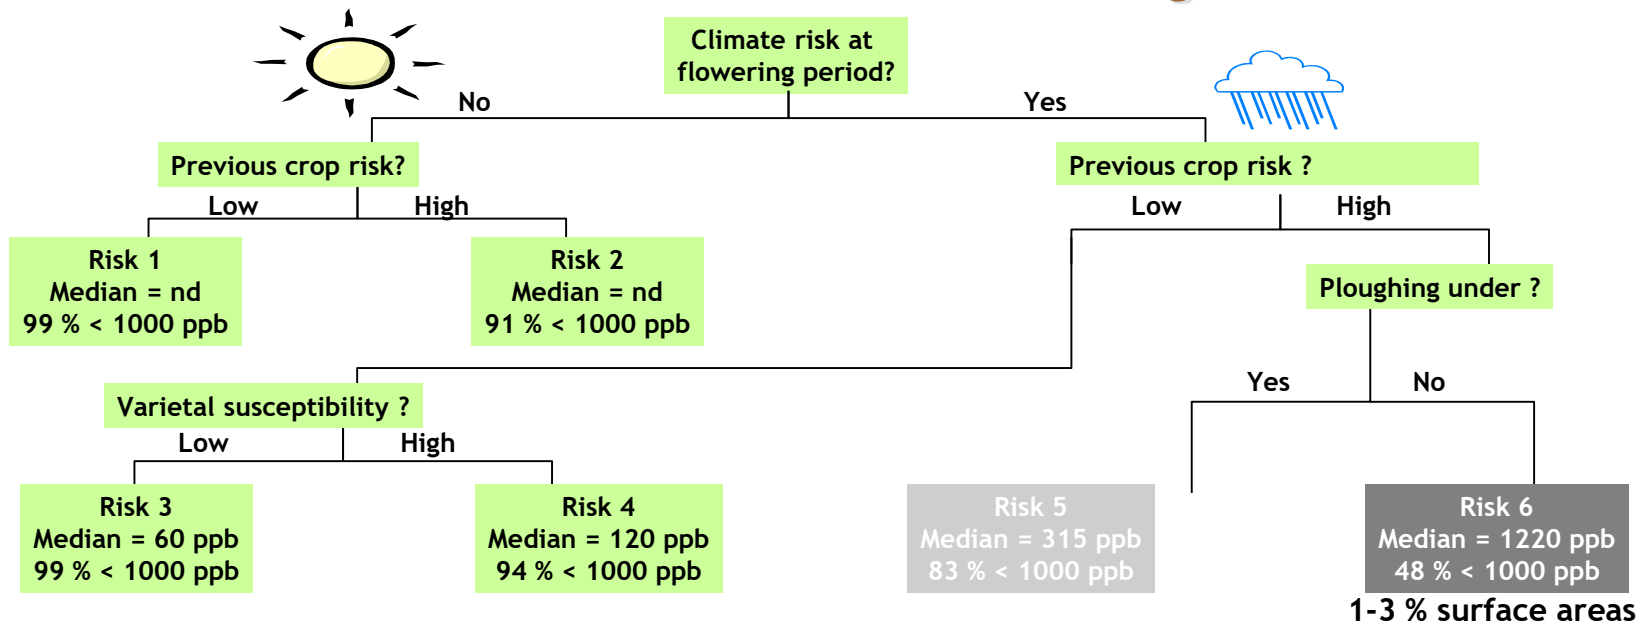 Climate risk at
flowering period?
No
Yes
Previous crop risk?
Previous crop risk ?
Low
High
Low
High
Risk 1
Median = nd
99 % < 1000 ppb
Risk 2
Median = nd
91 % < 1000 ppb
Ploughing under ?
Yes
No
Varietal susceptibility ?
Low
High
Risk 3
Median = 60 ppb
99 % < 1000 ppb
Risk 4
Median = 120 ppb
94 % < 1000 ppb
Risk 5
Median = 315 ppb
83 % < 1000 ppb
Risk 6
Median = 1220 ppb
48 % < 1000 ppb
1-3 % surface areas